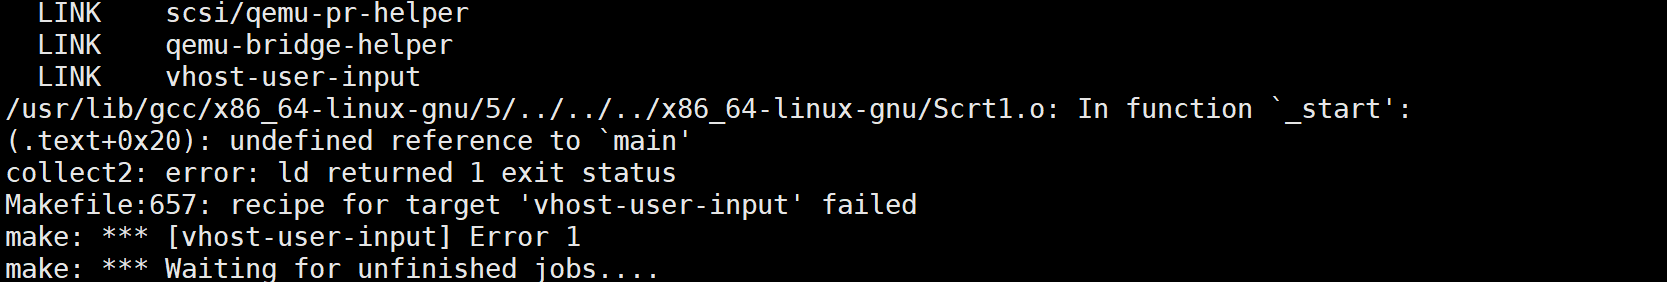 LINK    scsi/qemu-pr-helper
LINK    qemu-bridge-helper
LINK    vhost-user-input
/usr/lib/gcc/x86_64-linux-gnu/5/../../../x86_64-linux-gnu/Scrt1.o: In function `_start':
(.text+0x20): undefined reference to `main'
collect2: error: ld returned 1 exit status
Makefile:657: recipe for target 'vhost-user-input' failed
make: *** [vhost-user-input] Error 1
make: *** Waiting for unfinished jobs....